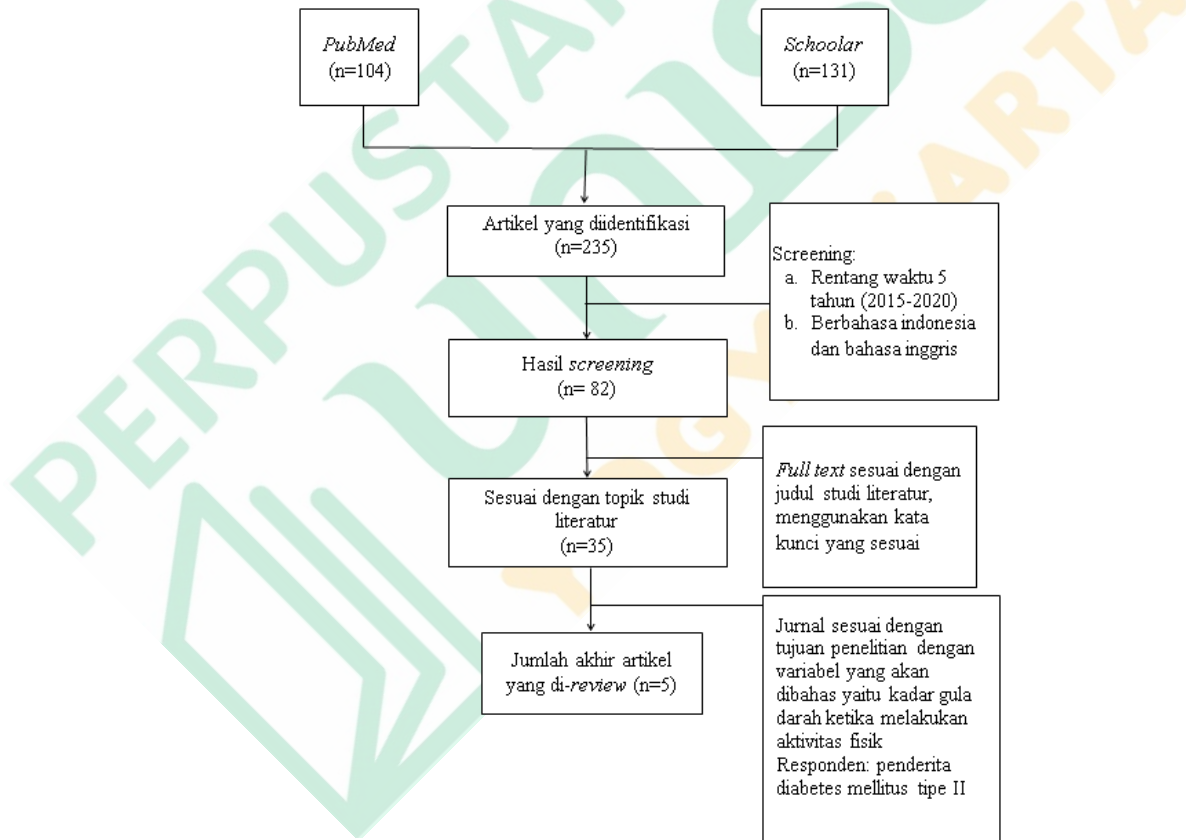 PubMed
(n=104)
Schoolar
(n=131)
Artikel yang diidentifikasi
(n=235)
Screening:
a. Rentang waktu 5
tahun (2015-2020)
b. Berbahasa indonesia
dan bahasa inggris
Hasil screening
(n= 82)
Full text sesuai dengan
judul studi literatur,
menggunakan kata
kunci yang sesuai
Sesuai dengan topik studi
literatur
(n=35)
Jurnal sesuai dengan
tujuan penelitian dengan
variabel yang akan
dibahas yaitu kadar gula
darah ketika melakukan
aktivitas fisik
Responden: penderita
diabetes mellitus tipe II
Jumlah akhir artikel
yang di-review (n=5)